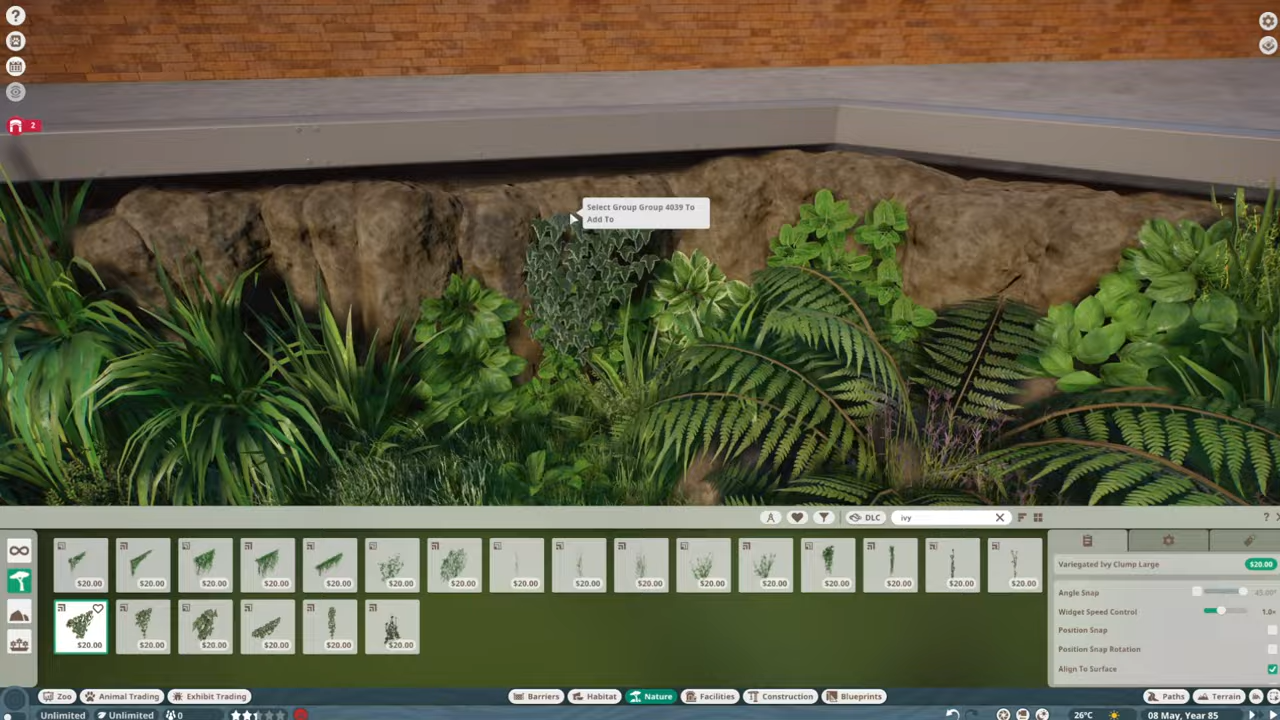 ?
2
Select Group Group 4039 To
Add To
DLC
ivy
?
$20.00 $20.00 $20.00 $20.00 $20.00 $20.00 $20.00 $20.00 $20.00 $20.00 $20.00 $20.00 $20.00 $20.00 $20.00 $20.00
$20.00 $20.00 $20.00 $20.00 $20.00 $20.00
Variegated Ivy Clump Large $20.00
Angle Snap 45.00°
Widget Speed Control 1.0×
Position Snap
Position Snap Rotation
Align To Surface
Zoo Animal Trading Exhibit Trading Barriers Habitat Nature Facilities Construction Blueprints Paths Terrain
Unlimited Unlimited 0 26°C 08 May, Year 85